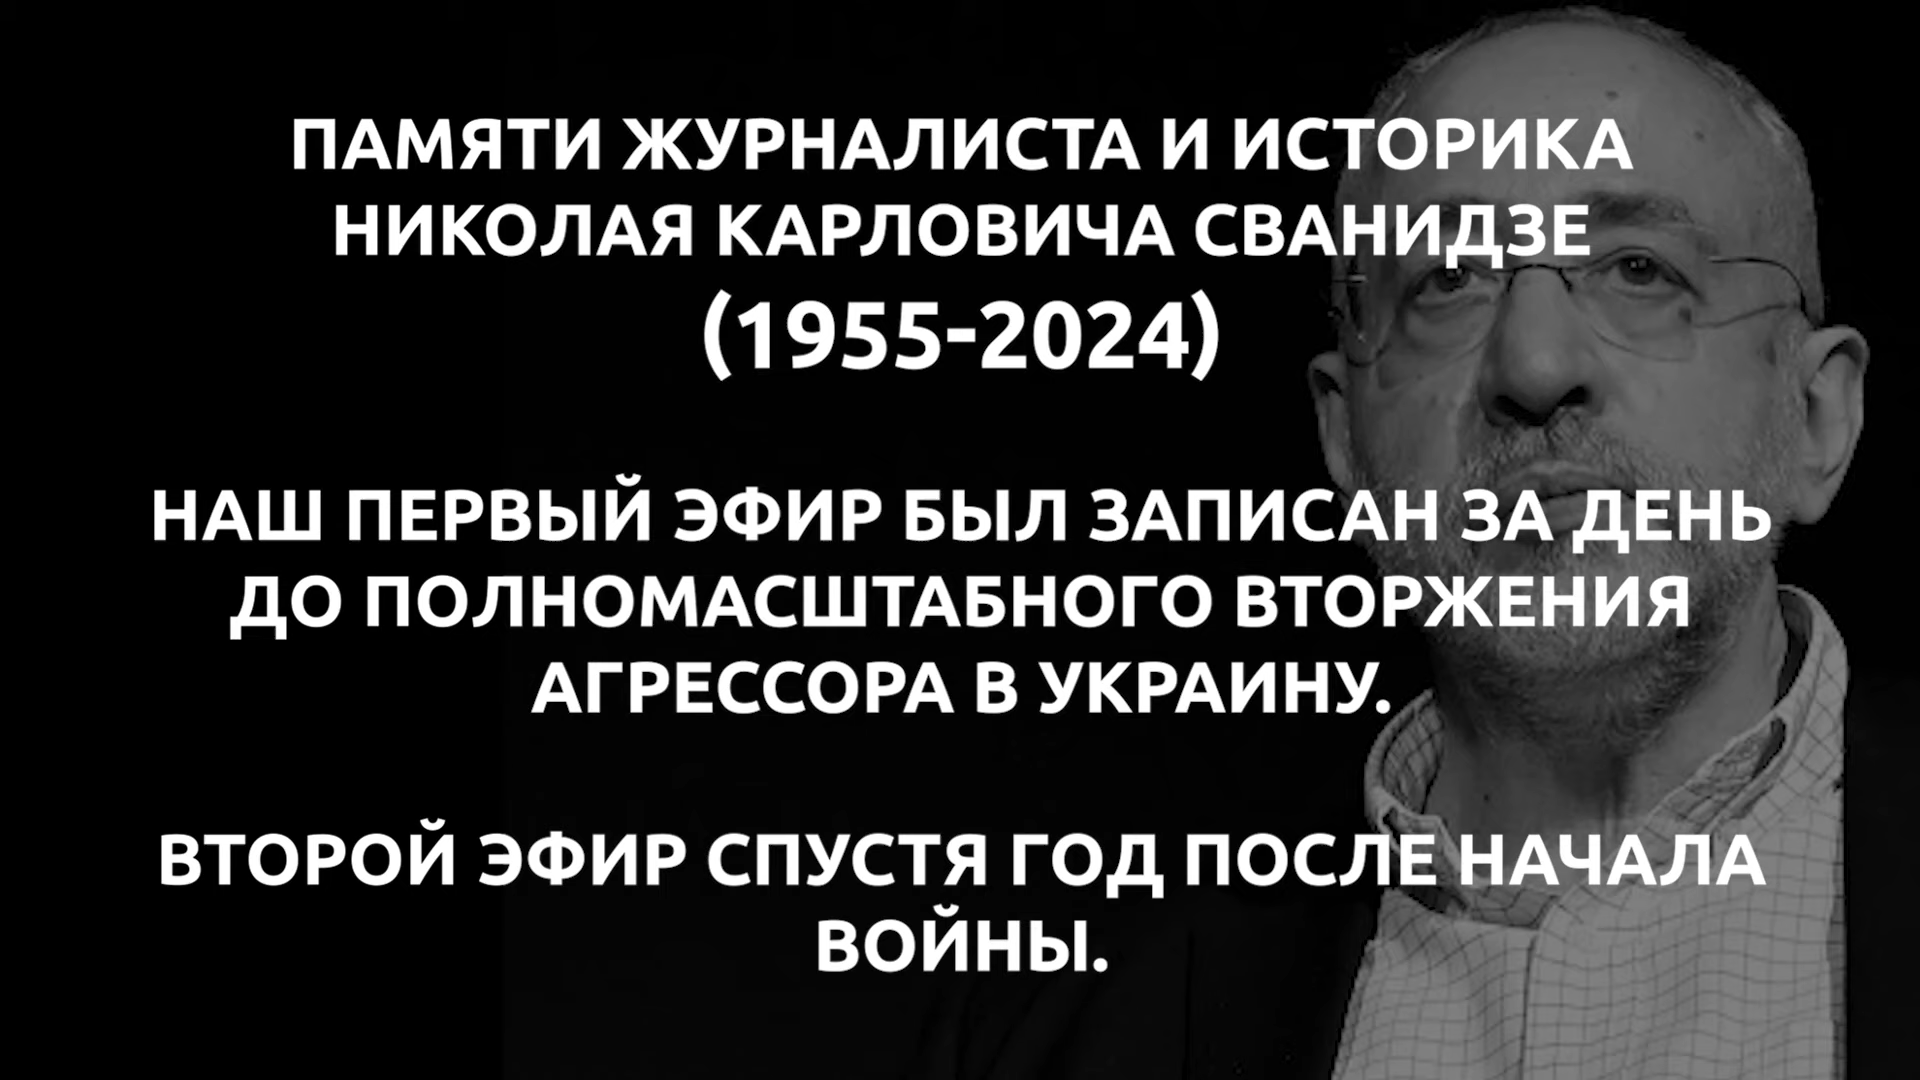 ПАМЯТИ ЖУРНАЛИСТА И ИСТОРИКА
НИКОЛАЯ КАРЛОВИЧА СВАНИДЗЕ
(1955-2024)
НАШ ПЕРВЫЙ ЭФИР БЫЛ ЗАПИСАН ЗА ДЕНЬ
ДО ПОЛНОМАСШТАБНОГО ВТОРЖЕНИЯ
АГРЕССОРА В УКРАИНУ.
ВТОРОЙ ЭФИР СПУСТЯ ГОД ПОСЛЕ НАЧАЛА
ВОЙНЫ.